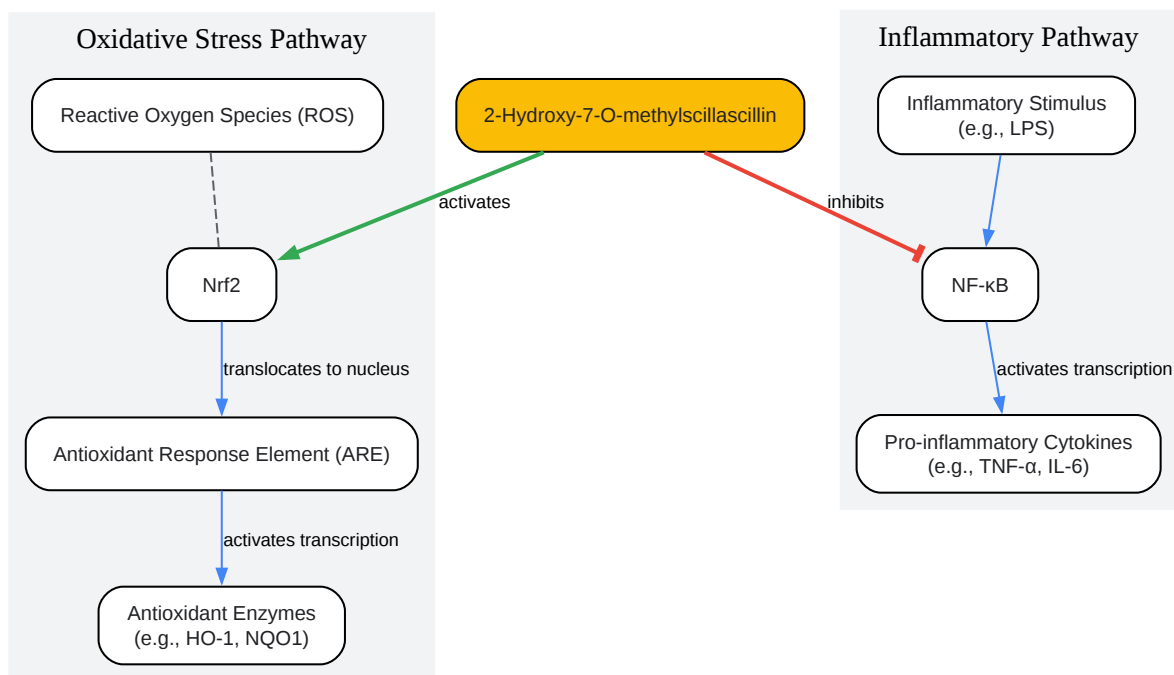 Oxidative Stress Pathway
Reactive Oxygen Species (ROS)
Nrf2
translocates to nucleus
Antioxidant Response Element (ARE)
activates transcription
Antioxidant Enzymes
(e.g., HO-1, NQO1)
2-Hydroxy-7-O-methylscillascillin
activates
inhibits
Inflammatory Pathway
Inflammatory Stimulus
(e.g., LPS)
NF-κB
activates transcription
Pro-inflammatory Cytokines
(e.g., TNF-α, IL-6)